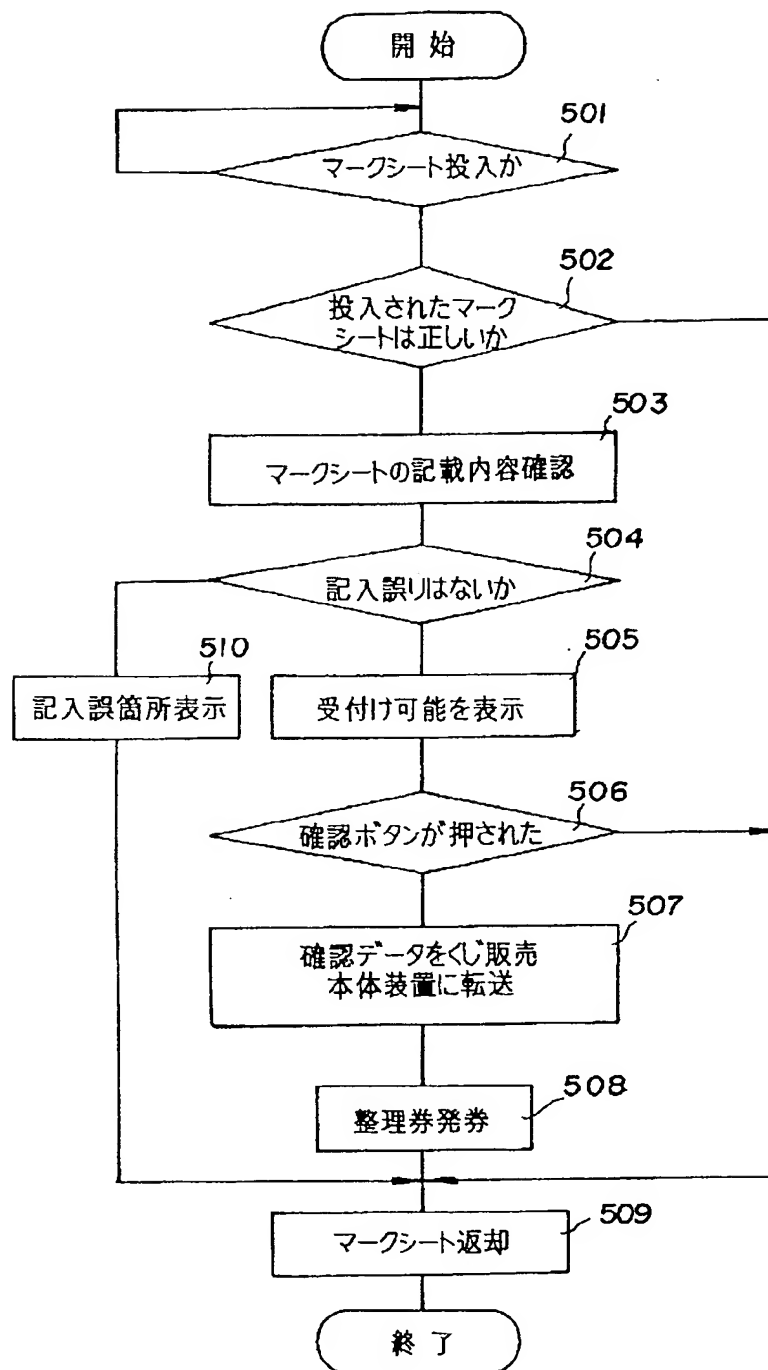 開始
501
マークシート投入か
502
投入されたマーク
シートは正しいか
503
マークシートの記載内容確認
504
記入誤りはないか
510
記入誤箇所表示
505
受付け可能を表示
506
確認ボタンが押された
507
確認データをくじ販売
本体装置に転送
508
整理券発券
509
マークシート返却
終了